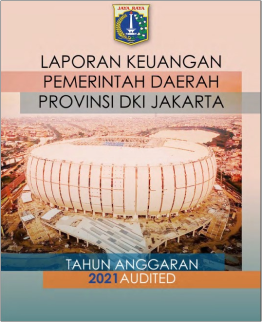 JAYA RAYA
LAPORAN KEUANGAN
PEMERINTAH DAERAH
PROVINSI DKI JAKARTA
TAHUN ANGGARAN
2021 AUDITED